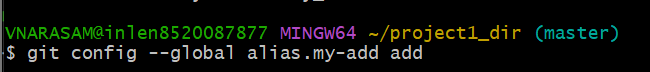 VNARASAM@inlen8520087877 MINGW64 ~/project1_dir (master)
$ git config --global alias.my-add add